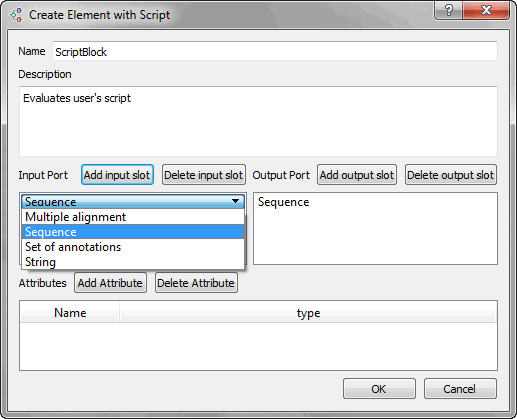 Create Element with Script
Name ScriptBlock
Description
Evaluates user's script
Input Port Add input slot Delete input slot Output Port Add output slot Delete output slot
Sequence
Sequence
Multiple alignment
Sequence
Set of annotations
String
Attributes Add Attribute Delete Attribute
Name type
OK Cancel